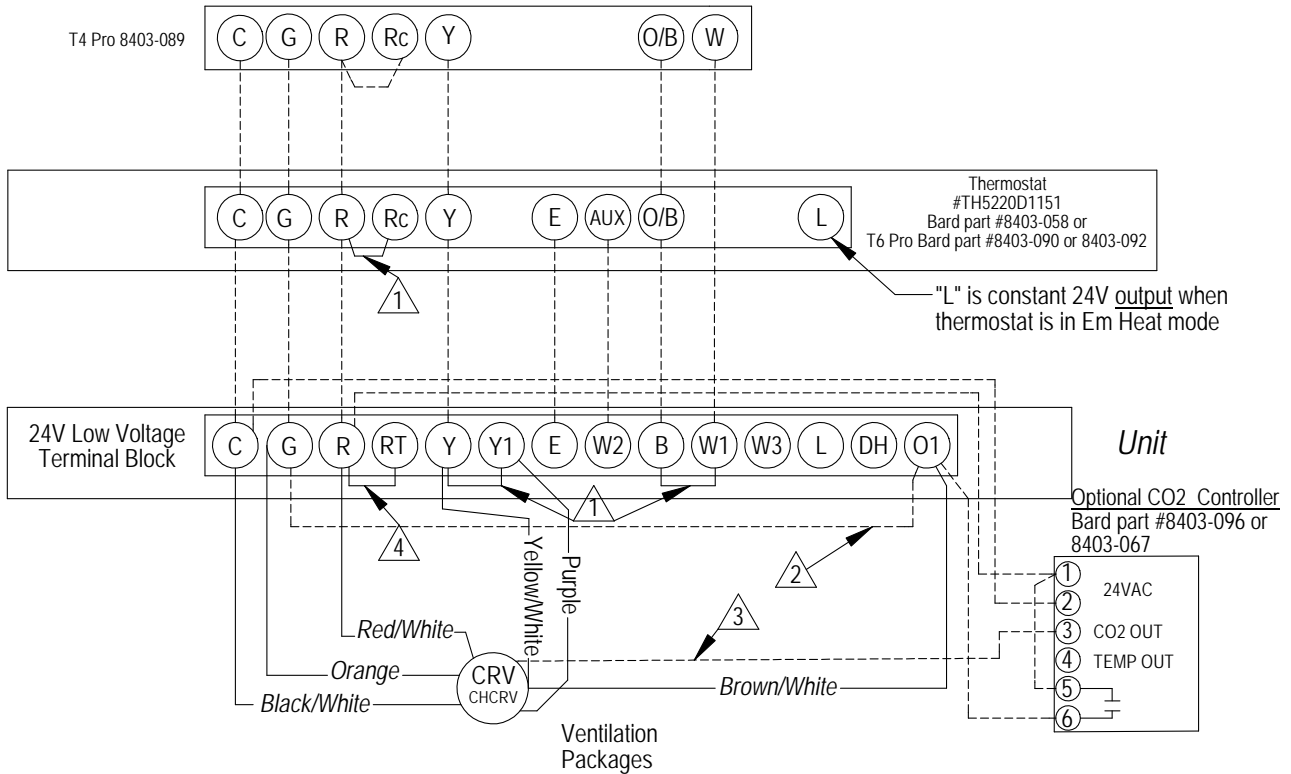 T4 Pro 8403-089
C G R Rc Y O/B W
Thermostat
#TH5220D1151
Bard part #8403-058 or
T6 Pro Bard part #8403-090 or 8403-092
C G R Rc Y E AUX O/B L
1
"L" is constant 24V output when
thermostat is in Em Heat mode
24V Low Voltage
Terminal Block
C G R RT Y Y1 E W2 B W1 W3 L DH O1
Unit
Optional CO2 Controller
Bard part #8403-096 or
8403-067
1
4
2
3
Yellow/White
Purple
Red/White
Orange
Black/White
Brown/White
CRV
CHCRV
Ventilation
Packages
1
24VAC
2
3 CO2 OUT
4 TEMP OUT
5
6